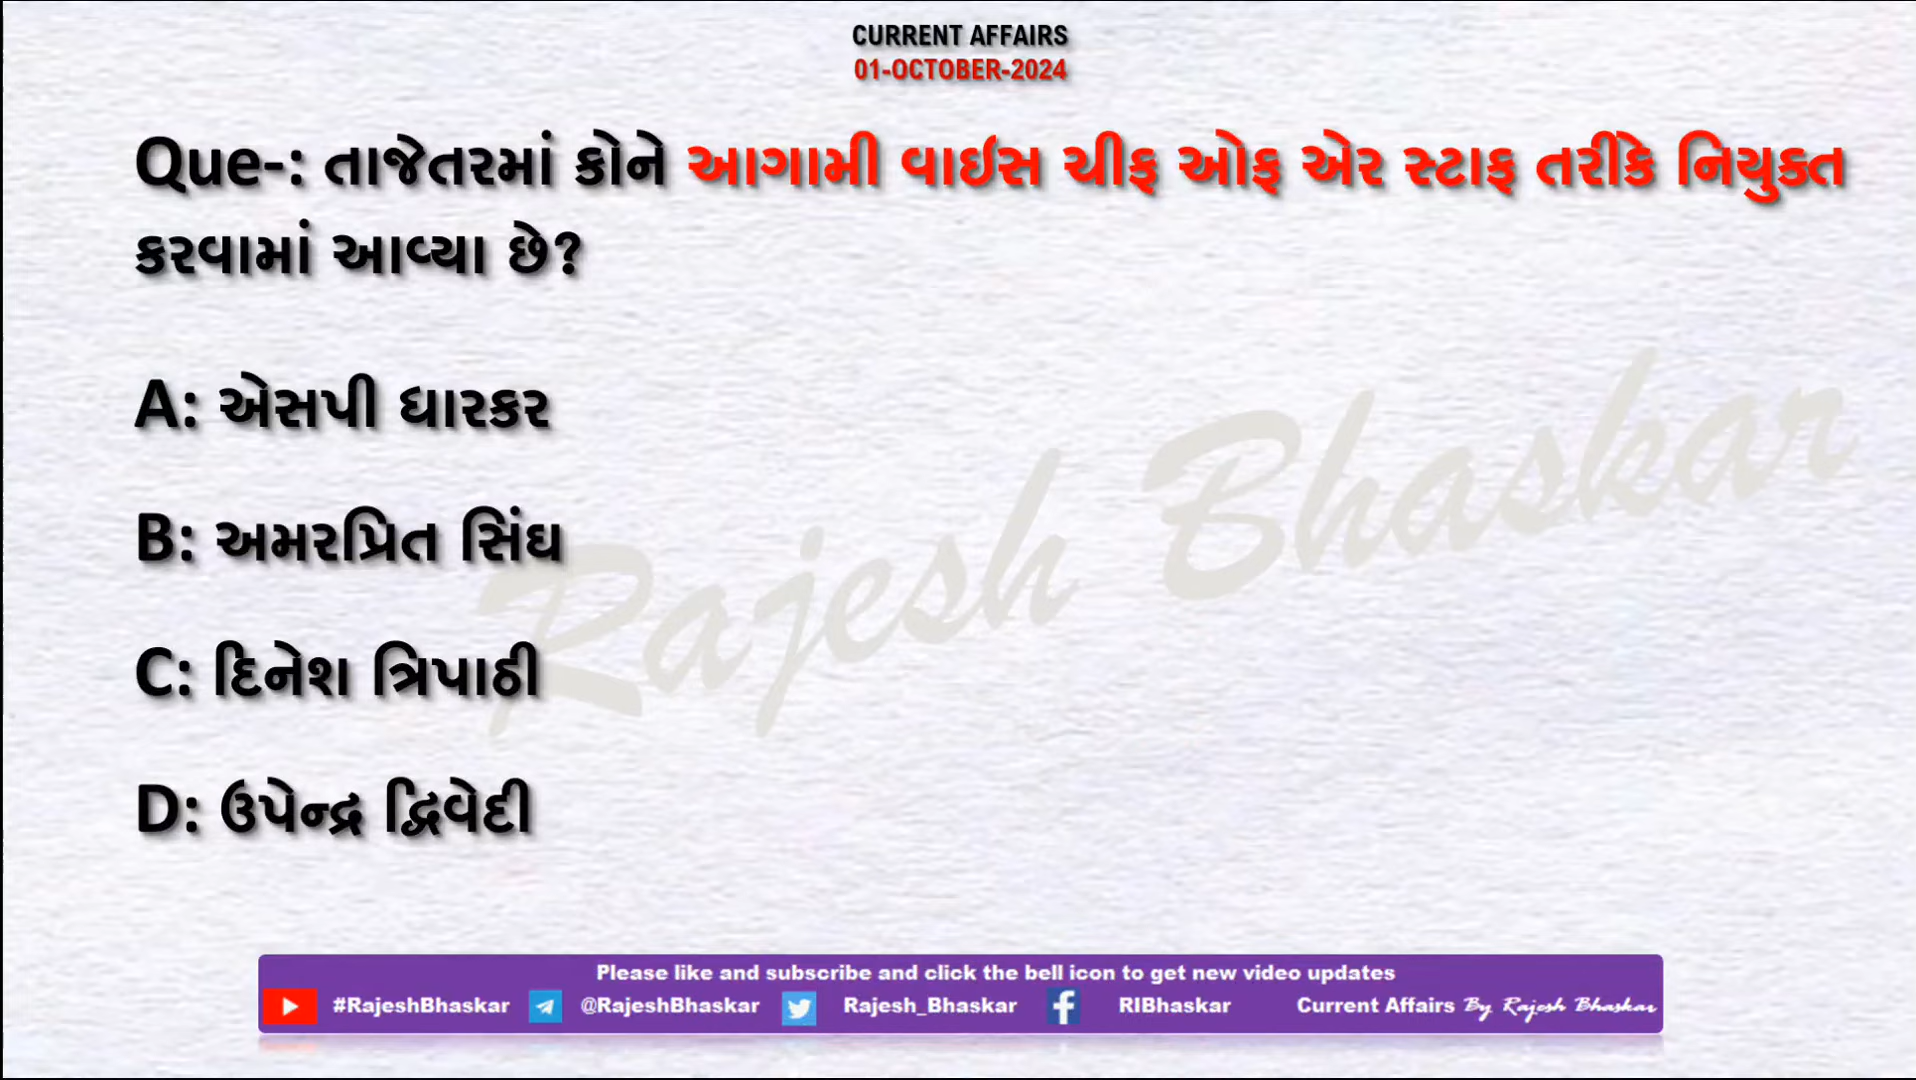 CURRENT AFFAIRS
01-OCTOBER-2024
Que-: તાજેતરમાં કોને આગામી વાઈસ ચીફ ઓફ એર સ્ટાફ તરીકે નિયુક્ત
કરવામાં આવ્યા છે?
A: એસપી ધારકર
B: અમરપ્રિત સિંઘ
C: દિનેશ ત્રિપાઠી
D: ઉપેન્દ્ર દ્વિવેદી
Rajesh Bhaskar
Please like and subscribe and click the bell icon to get new video updates
#RajeshBhaskar @RajeshBhaskar Rajesh_Bhaskar RIBhaskar Current Affairs By Rajesh Bhaskar